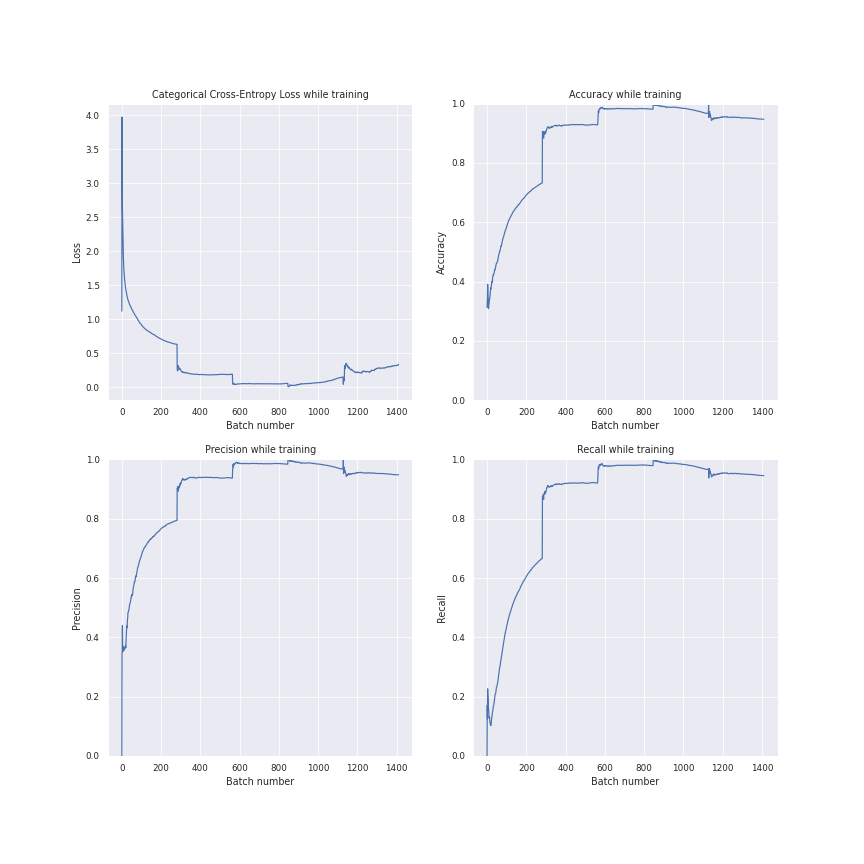 Categorical Cross-Entropy Loss while training
4.0
3.5
3.0
2.5
2.0
1.5
1.0
0.5
0.0
Loss
0 200 400 600 800 1000 1200 1400
Batch number
Accuracy while training
1.0
0.8
0.6
0.4
0.2
0.0
Accuracy
0 200 400 600 800 1000 1200 1400
Batch number
Precision while training
1.0
0.8
0.6
0.4
0.2
0.0
Precision
0 200 400 600 800 1000 1200 1400
Batch number
Recall while training
1.0
0.8
0.6
0.4
0.2
0.0
Recall
0 200 400 600 800 1000 1200 1400
Batch number